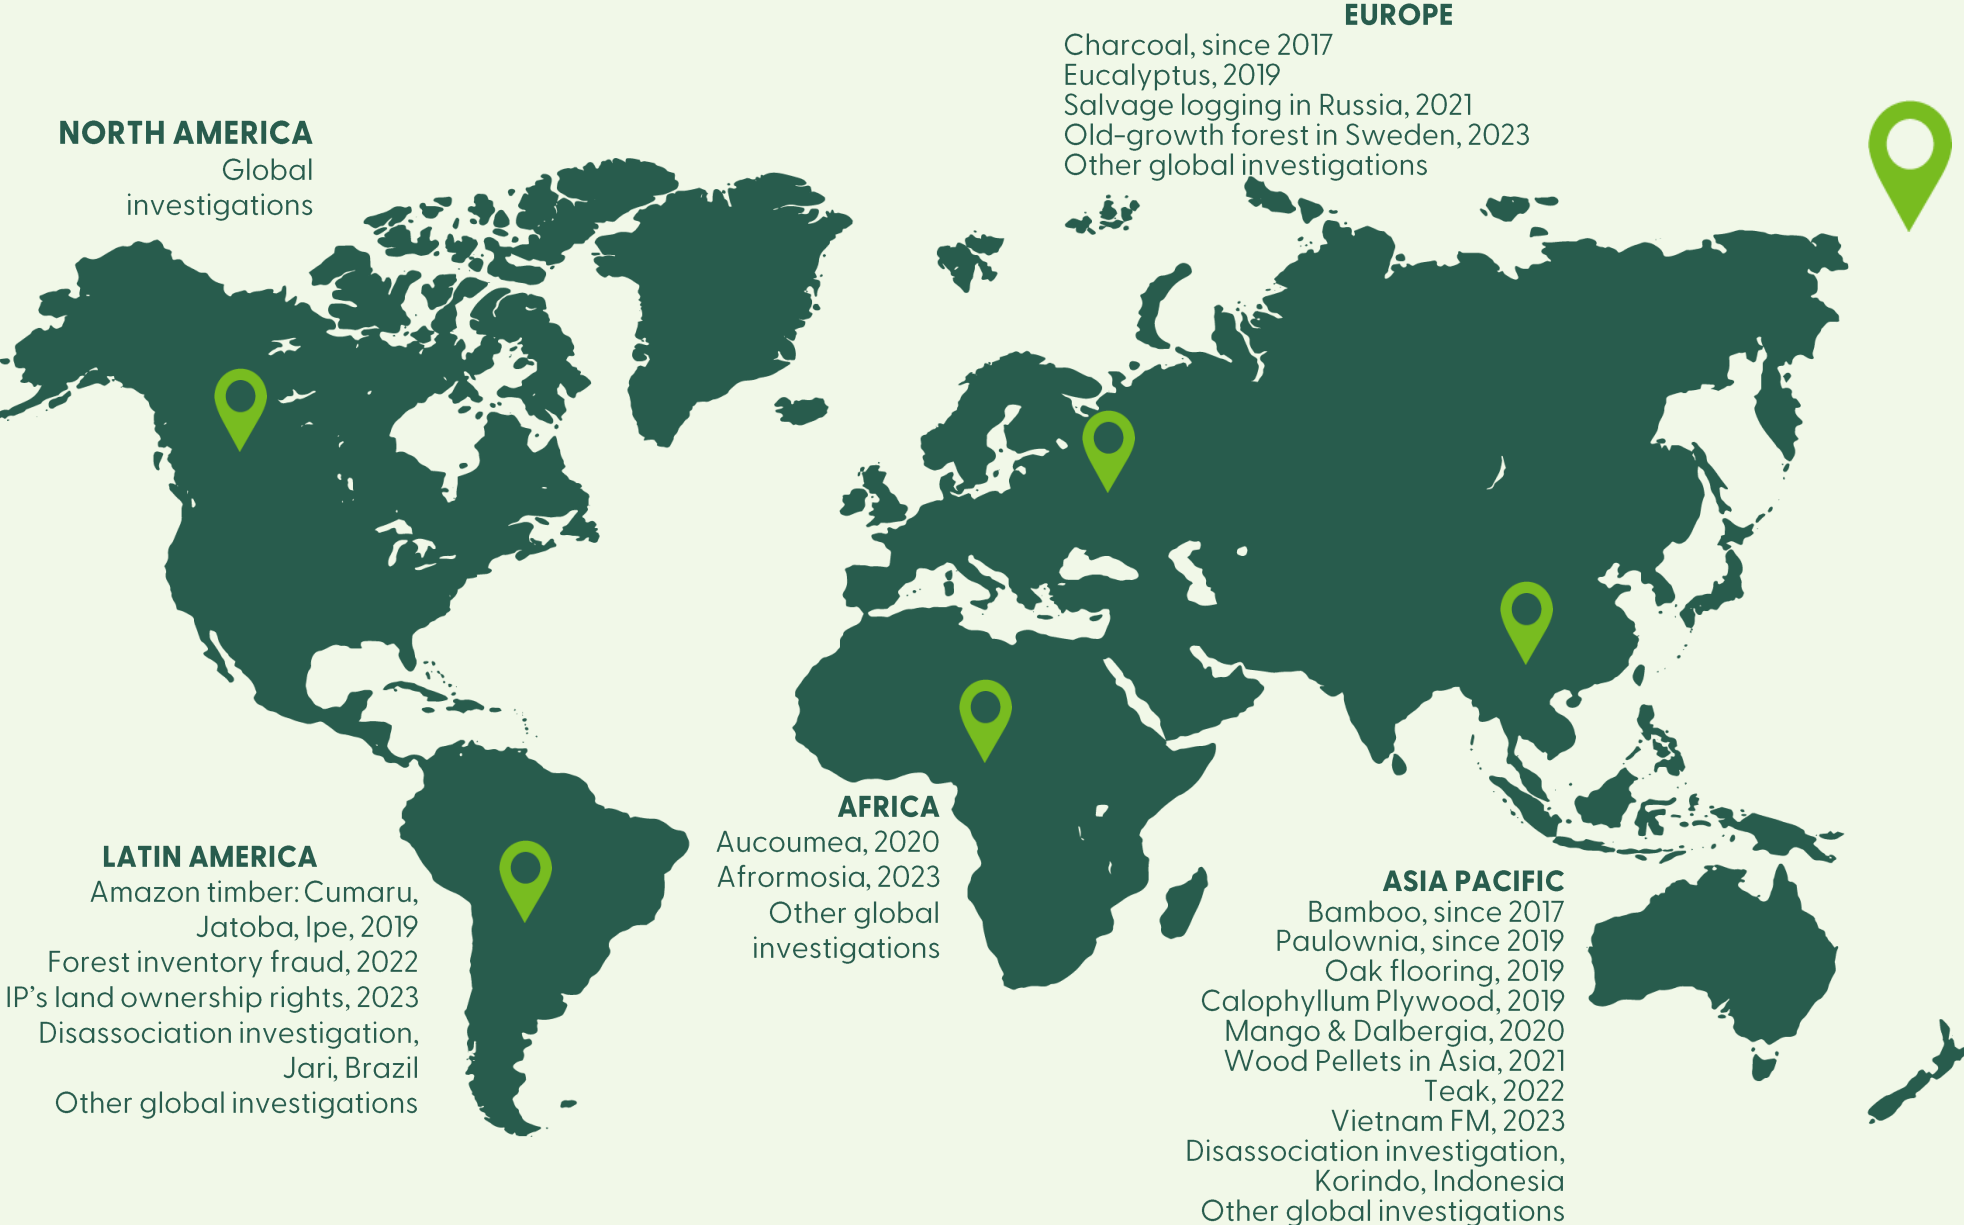 EUROPE
Charcoal, since 2017
Eucalyptus, 2019
Salvage logging in Russia, 2021
Old-growth forest in Sweden, 2023
Other global investigations
NORTH AMERICA
Global
investigations
AFRICA
Aucoumea, 2020
Afrormosia, 2023
Other global
investigations
LATIN AMERICA
Amazon timber: Cumaru,
Jatoba, Ipe, 2019
Forest inventory fraud, 2022
IP's land ownership rights, 2023
Disassociation investigation,
Jari, Brazil
Other global investigations
ASIA PACIFIC
Bamboo, since 2017
Paulownia, since 2019
Oak flooring, 2019
Calophyllum Plywood, 2019
Mango & Dalbergia, 2020
Wood Pellets in Asia, 2021
Teak, 2022
Vietnam FM, 2023
Disassociation investigation,
Korindo, Indonesia
Other global investigations